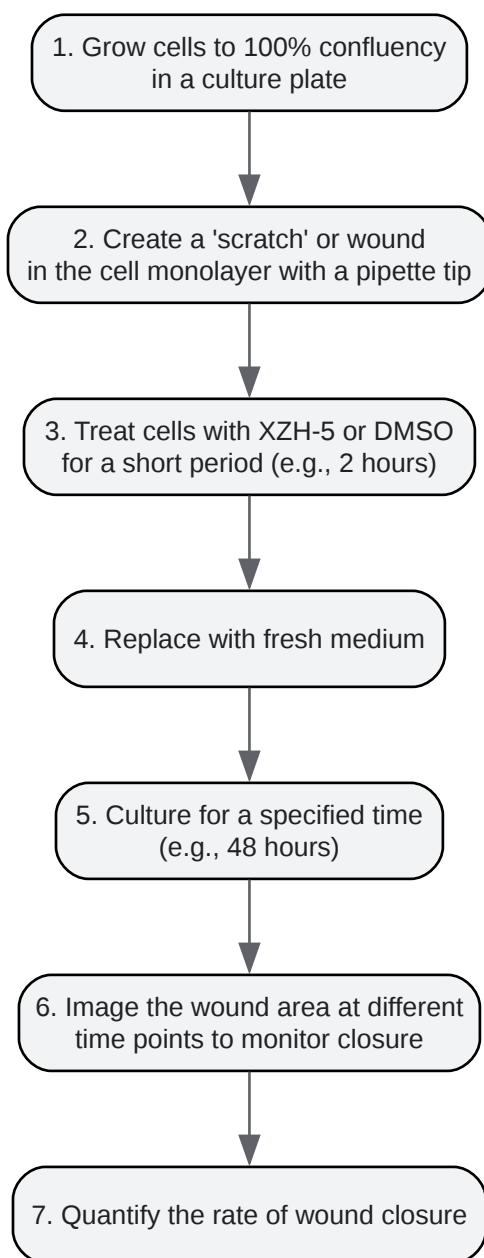 1. Grow cells to 100% confluency
in a culture plate
2. Create a 'scratch' or wound
in the cell monolayer with a pipette tip
3. Treat cells with XZH-5 or DMSO
for a short period (e.g., 2 hours)
4. Replace with fresh medium
5. Culture for a specified time
(e.g., 48 hours)
6. Image the wound area at different
time points to monitor closure
7. Quantify the rate of wound closure